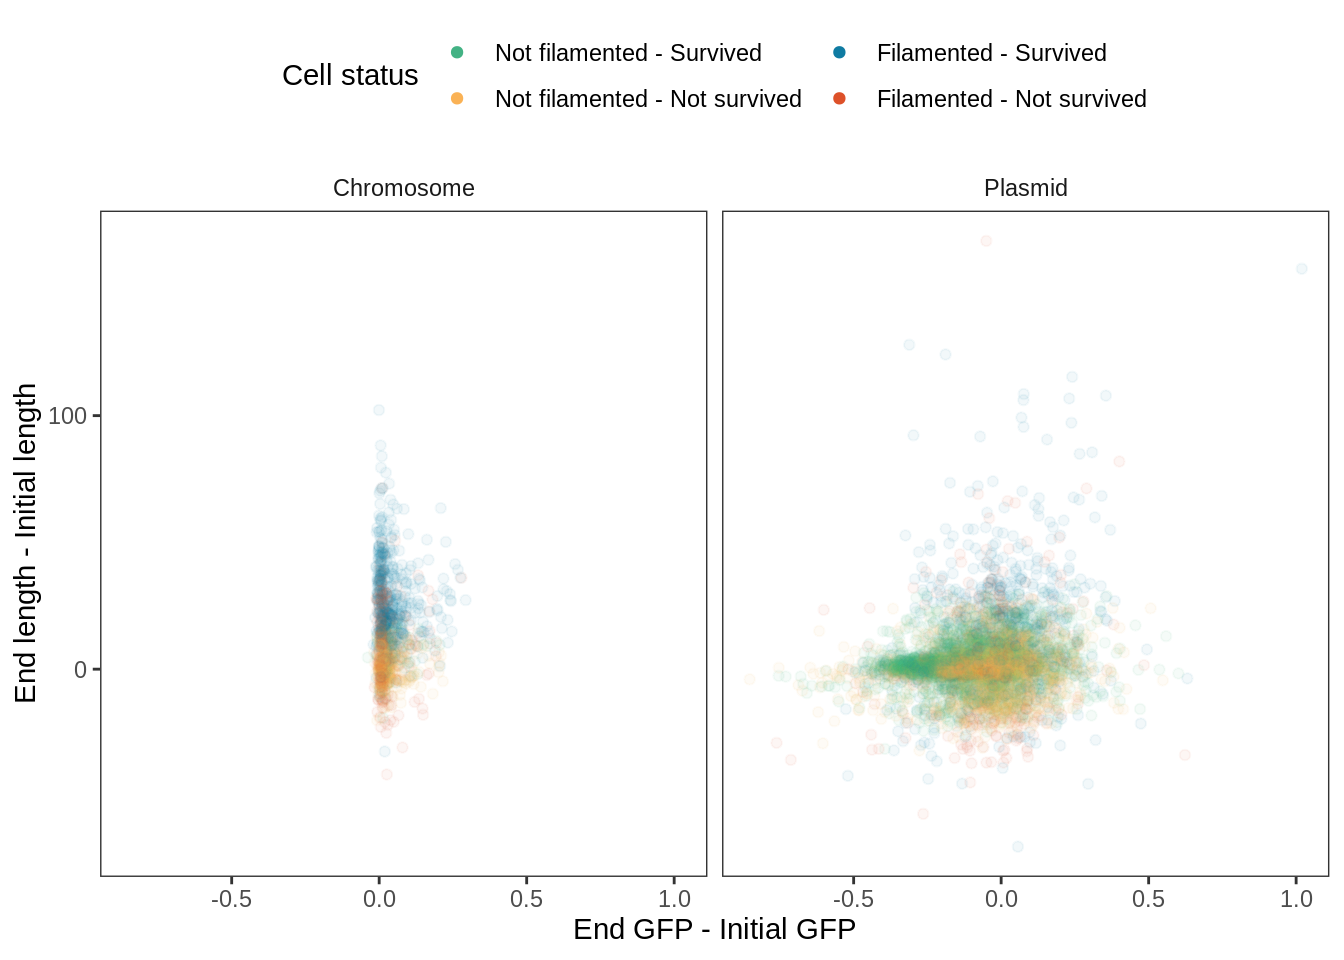 Cell status
Not filamented - Survived
Filamented - Survived
Not filamented - Not survived
Filamented - Not survived
Chromosome
Plasmid
End length - Initial length
100
0
-0.5
0.0
0.5
1.0
-0.5
0.0
0.5
1.0
End GFP - Initial GFP